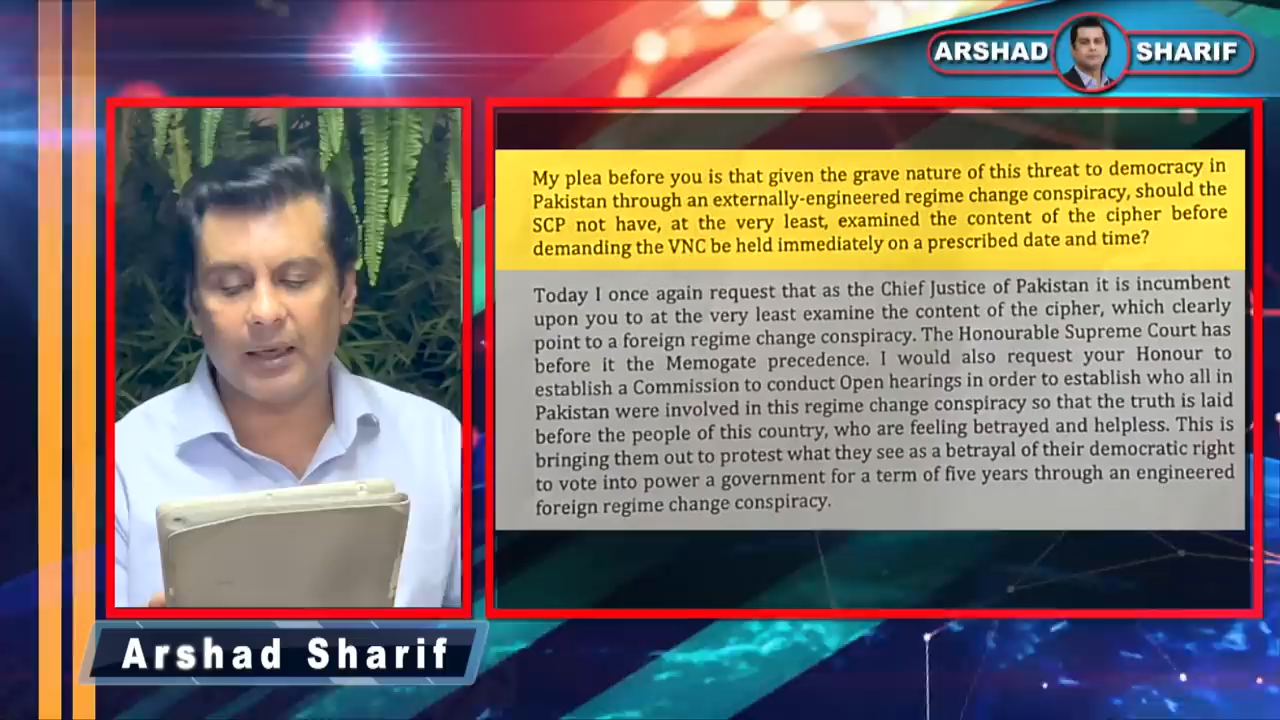 ARSHAD SHARIF
My plea before you is that given the grave nature of this threat to democracy in
Pakistan through an externally-engineered regime change conspiracy, should the
SCP not have, at the very least, examined the content of the cipher before
demanding the VNC be held immediately on a prescribed date and time?
Today I once again request that as the Chief Justice of Pakistan it is incumbent
upon you to at the very least examine the content of the cipher, which clearly
point to a foreign regime change conspiracy. The Honourable Supreme Court has
before it the Memogate precedence. I would also request your Honour to
establish a Commission to conduct Open hearings in order to establish who all in
Pakistan were involved in this regime change conspiracy so that the truth is laid
before the people of this country, who are feeling betrayed and helpless. This is
bringing them out to protest what they see as a betrayal of their democratic right
to vote into power a government for a term of five years through an engineered
foreign regime change conspiracy.
Arshad Sharif